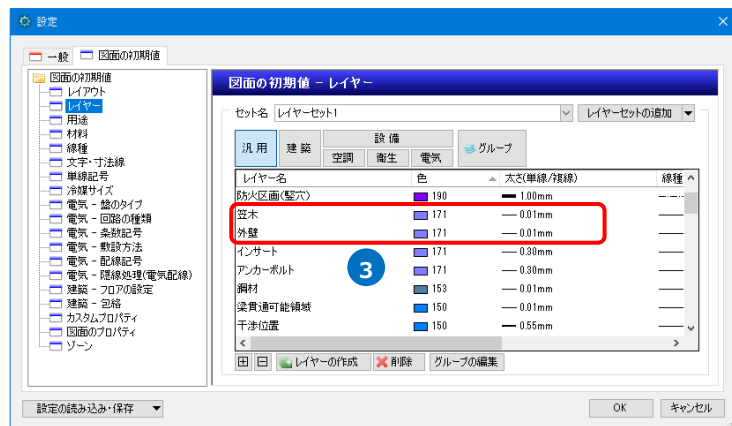 設定
一般 図面の初期値
図面の初期値
レイアウト
レイヤー
用途
材料
線種
文字・寸法線
単線記号
冷媒サイズ
電気 - 盤のタイプ
電気 - 回路の種類
電気 - 条数記号
電気 - 敷設方法
電気 - 配線記号
電気 - 隠線処理(電気配線)
建築 - フロアの設定
建築 - 包絡
カスタムプロパティ
図面のプロパティ
ゾーン
図面の初期値 - レイヤー
セット名 レイヤーセット1 レイヤーセットの追加
汎用 建築 設備 グループ
空調 衛生 電気
レイヤー名 色 太さ(単線/複線) 線種
防火区画(竪穴) 190 1.00mm
笠木 171 0.01mm
外壁 171 0.01mm
インサート 171 0.30mm
アンカーボルト 171 0.30mm
鋼材 153 0.01mm
梁貫通可能領域 150 0.01mm
干渉位置 150 0.55mm
3
レイヤーの作成 削除 グループの編集
設定の読み込み・保存 OK キャンセル